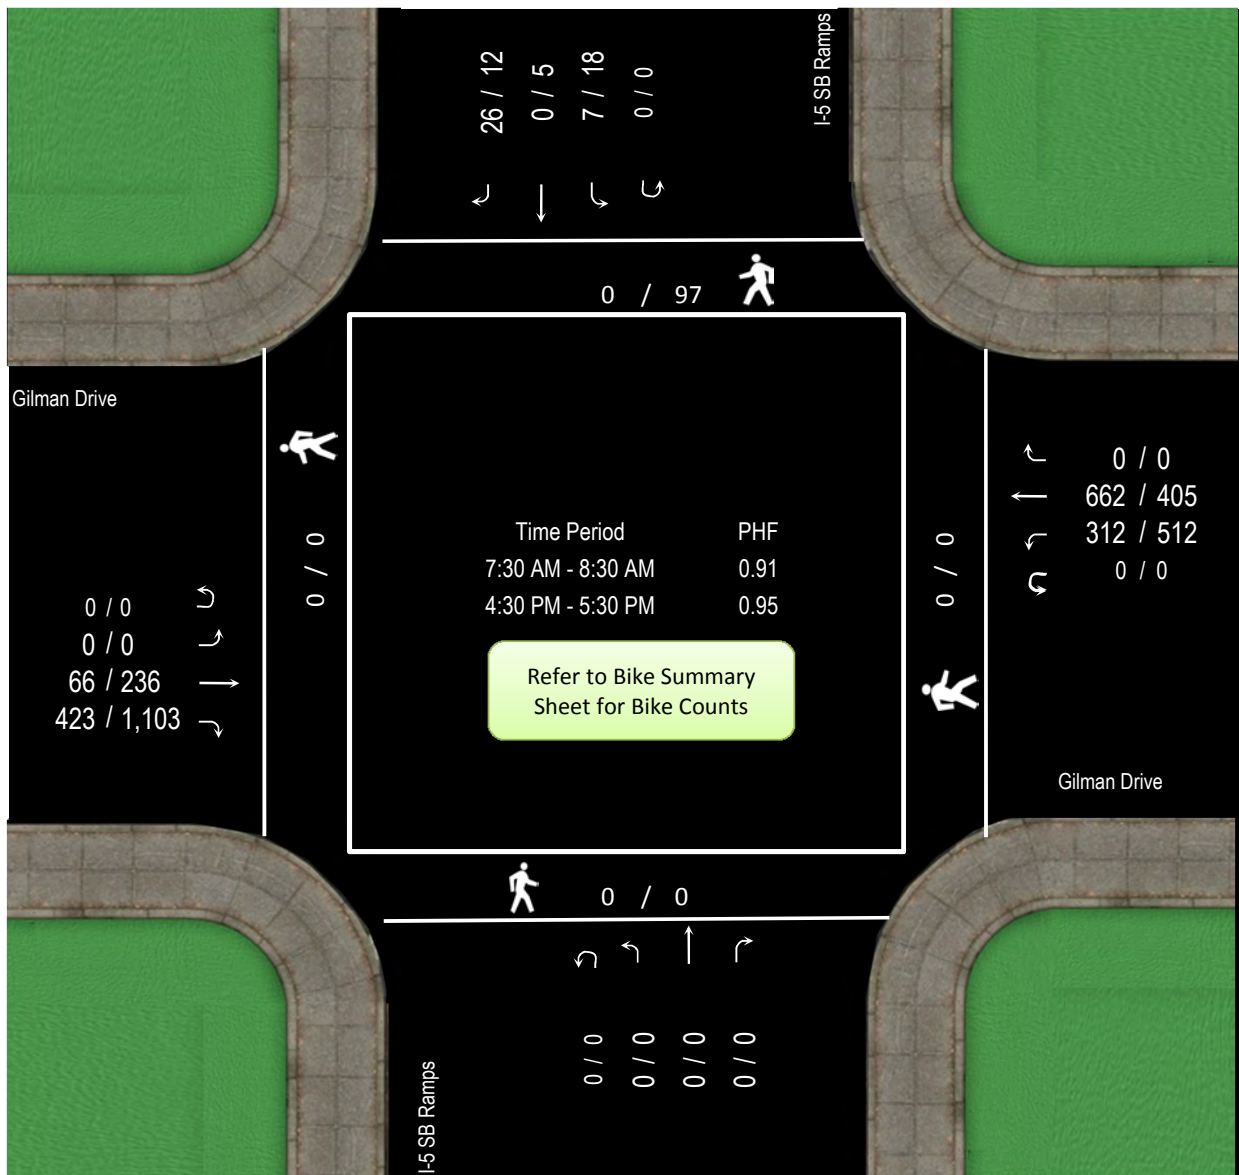 I-5 SB Ramps
26 / 12
0 / 5
7 / 18
0 / 0
0 / 97
Gilman Drive
0 / 0
0 / 0
0 / 0
66 / 236
423 / 1,103
Time Period PHF
7:30 AM - 8:30 AM 0.91
4:30 PM - 5:30 PM 0.95
Refer to Bike Summary
Sheet for Bike Counts
0 / 0
0 / 0
662 / 405
312 / 512
0 / 0
Gilman Drive
0 / 0
0 / 0
0 / 0
0 / 0
0 / 0
I-5 SB Ramps